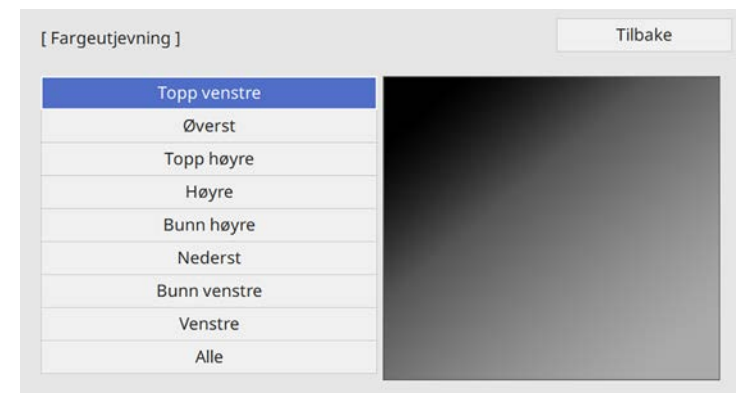 [ Fargeutjevning ]
Tilbake
Topp venstre
Øverst
Topp høyre
Høyre
Bunn høyre
Nederst
Bunn venstre
Venstre
Alle